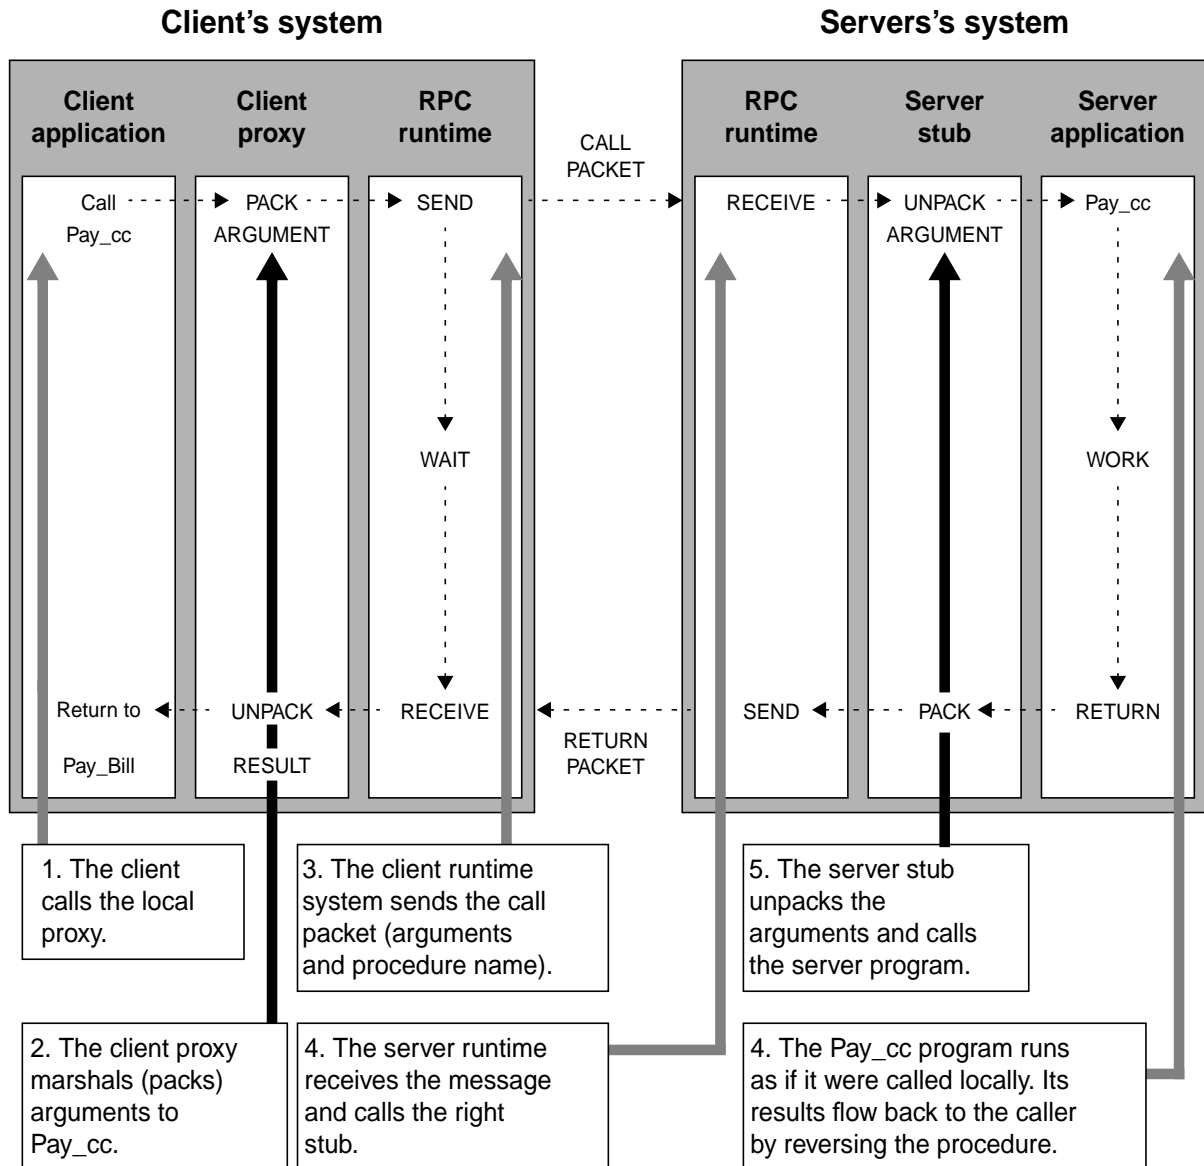 Client's system
Servers's system
Client
application
Client
proxy
RPC
runtime
RPC
runtime
Server
stub
Server
application
CALL
PACKET
Call
Pay_cc
PACK
ARGUMENT
SEND
RECEIVE
UNPACK
ARGUMENT
Pay_cc
WAIT
WORK
Return to
Pay_Bill
UNPACK
RESULT
RECEIVE
RETURN
PACKET
SEND
PACK
RETURN
1. The client
calls the local
proxy.
3. The client runtime
system sends the call
packet (arguments
and procedure name).
5. The server stub
unpacks the
arguments and calls
the server program.
2. The client proxy
marshals (packs)
arguments to
Pay_cc.
4. The server runtime
receives the message
and calls the right
stub.
4. The Pay_cc program runs
as if it were called locally. Its
results flow back to the caller
by reversing the procedure.